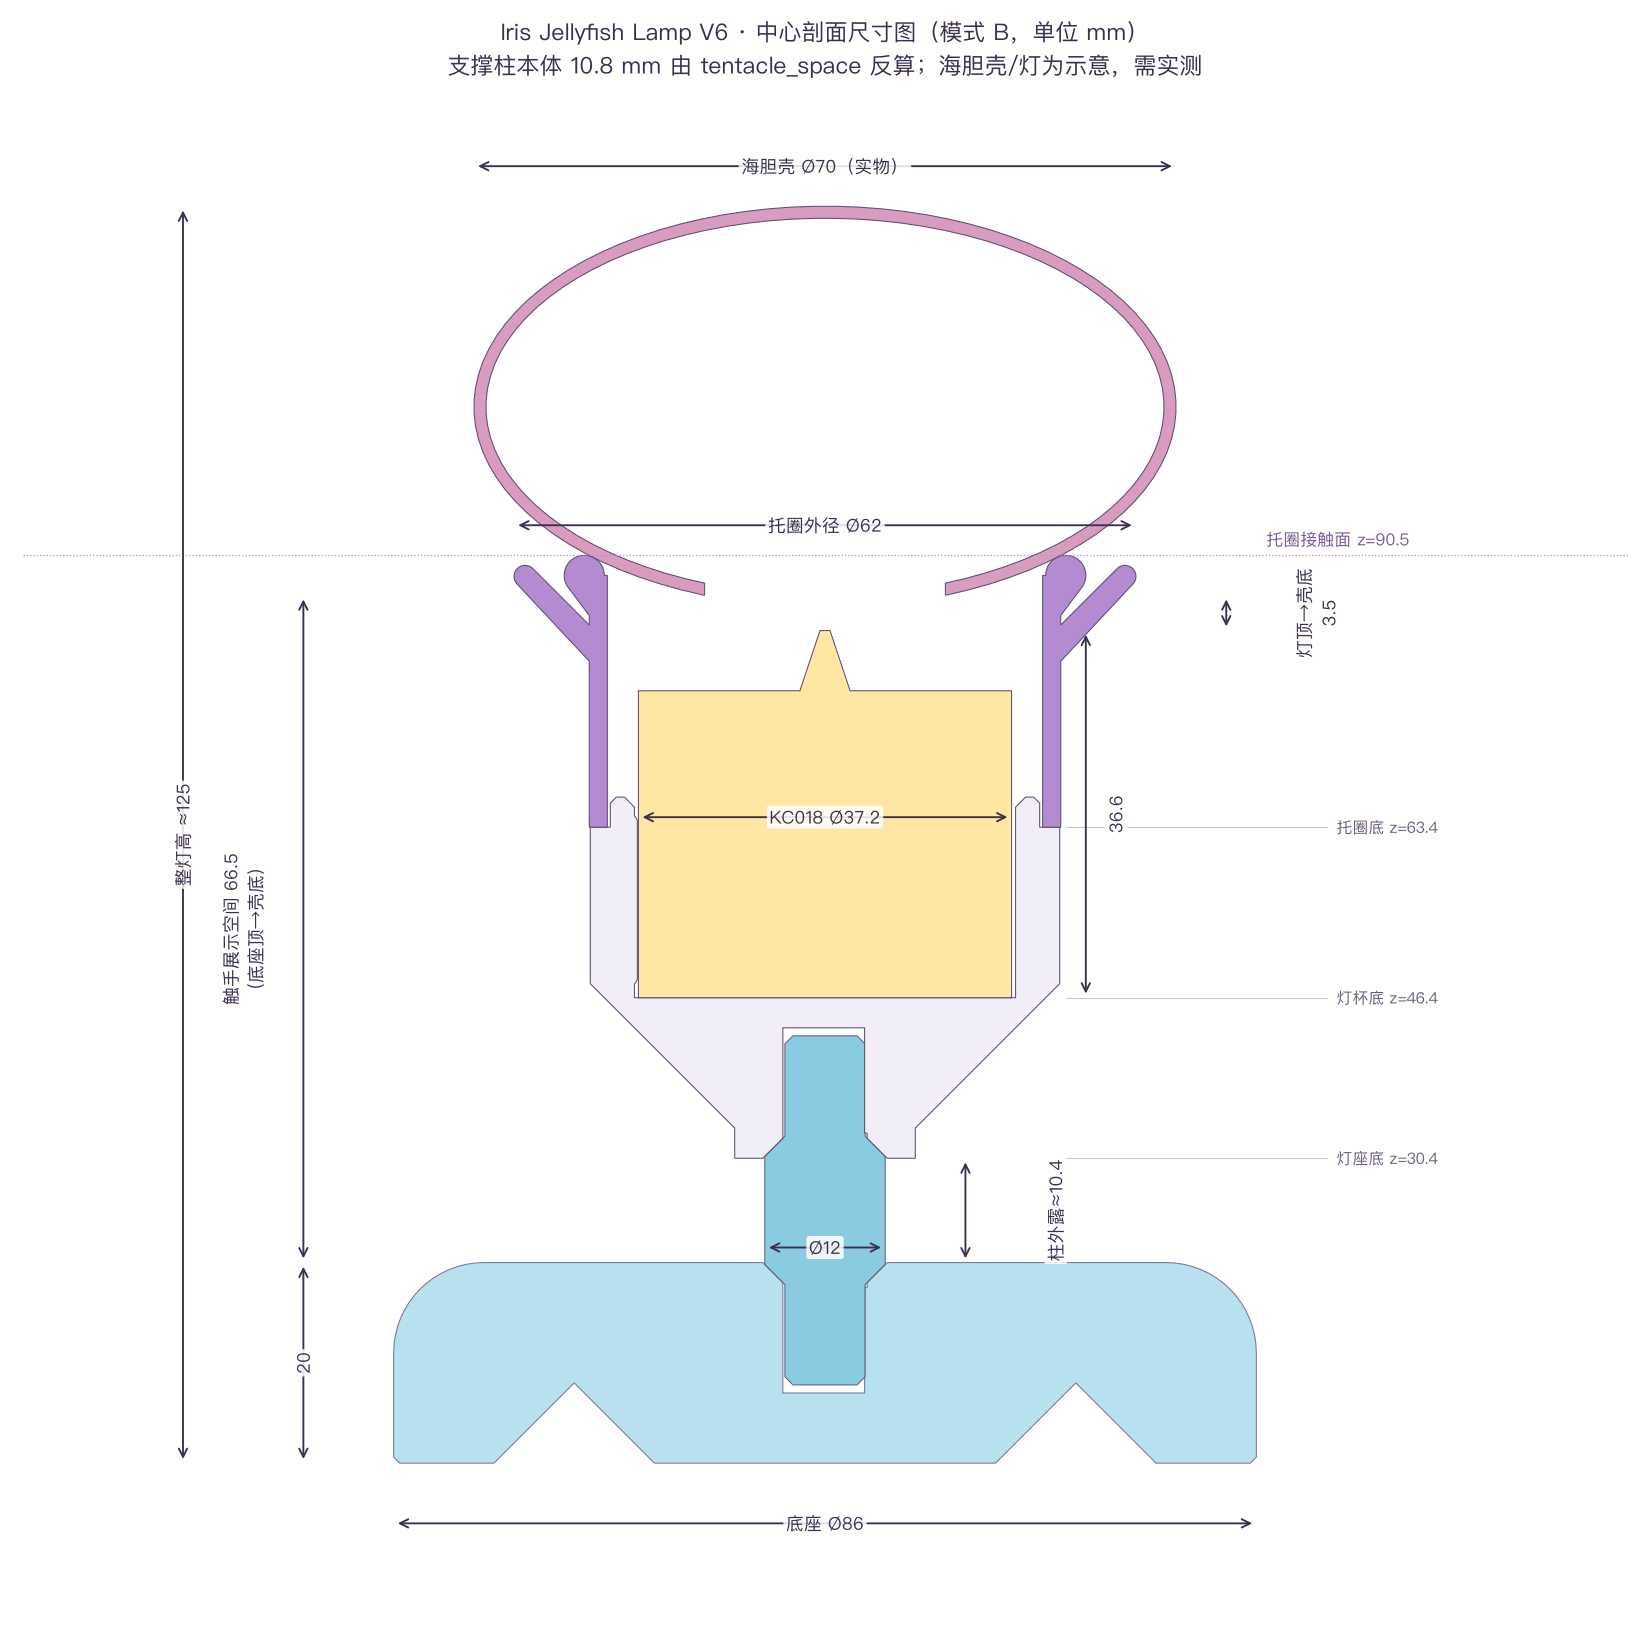 Iris Jellyfish Lamp V6 · 中心剖面尺寸图（模式 B，单位 mm）
支撑柱本体 10.8 mm 由 tentacle_space 反算；海胆壳/灯为示意，需实测
海胆壳 Ø70（实物）
托圈外径 Ø62
托圈接触面 z=90.5
灯顶→壳底
3.5
整灯高 ≈125
触手展示空间 66.5
(底座顶→壳底)
KC018 Ø37.2
36.6
托圈底 z=63.4
灯杯底 z=46.4
灯座底 z=30.4
柱外露≈10.4
Ø12
20
底座 Ø86